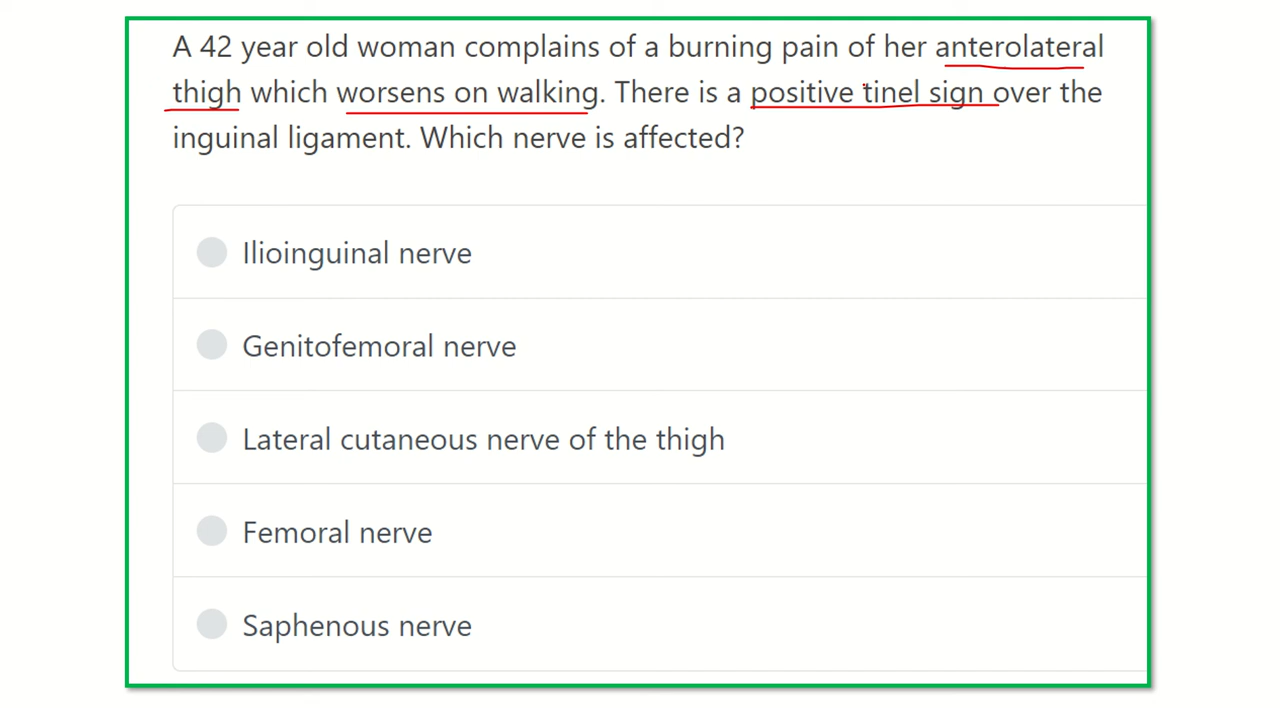 A 42 year old woman complains of a burning pain of her anterolateral
thigh which worsens on walking. There is a positive tinel sign over the
inguinal ligament. Which nerve is affected?
Ilioinguinal nerve
Genitofemoral nerve
Lateral cutaneous nerve of the thigh
Femoral nerve
Saphenous nerve